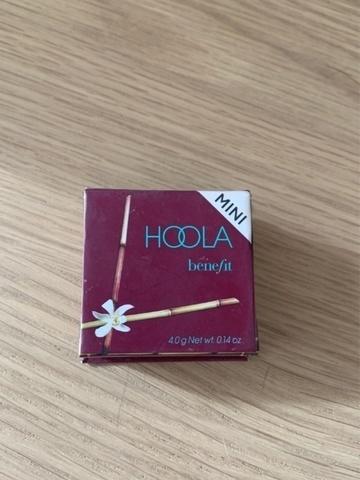 MINI
HOOLA
benefit
4.0 g Net wt. 0.14 oz.